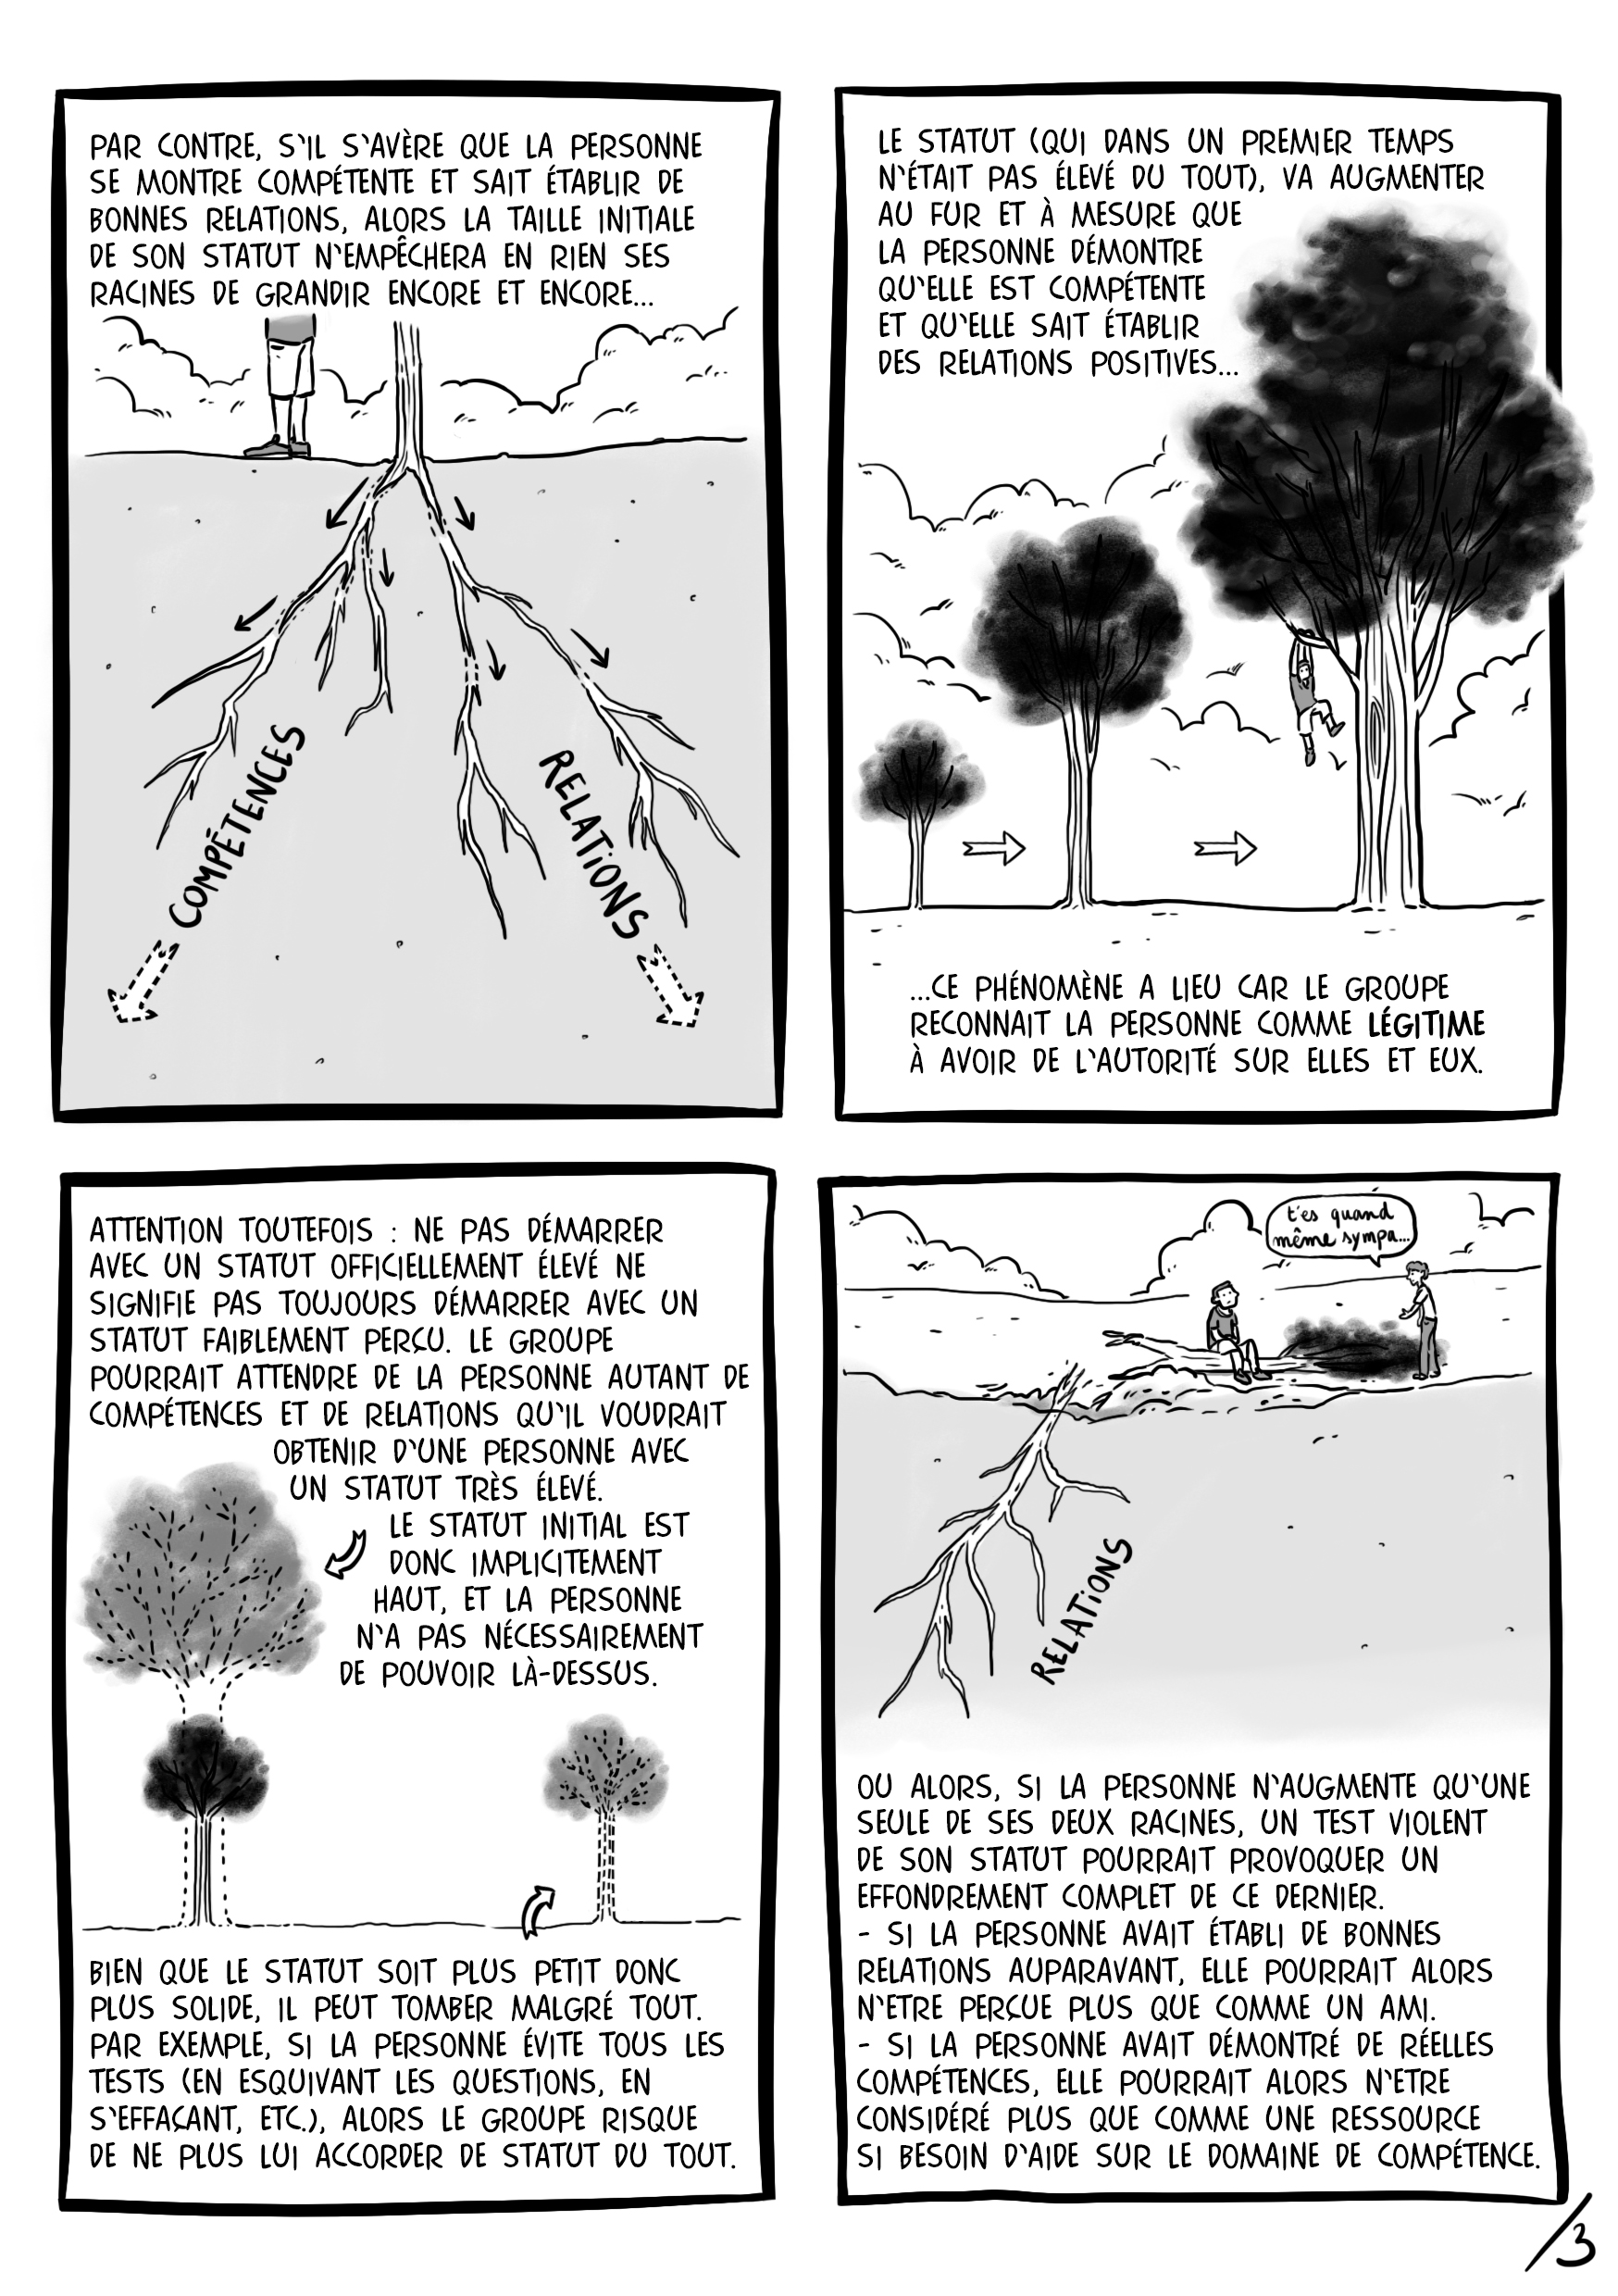 PAR CONTRE, S'IL S'AVÈRE QUE LA PERSONNE
SE MONTRE COMPÉTENTE ET SAIT ÉTABLIR DE
BONNES RELATIONS, ALORS LA TAILLE INITIALE
DE SON STATUT N'EMPÊCHERA EN RIEN SES
RACINES DE GRANDIR ENCORE ET ENCORE...
COMPÉTENCES
RELATIONS
LE STATUT (QUI DANS UN PREMIER TEMPS
N'ÉTAIT PAS ÉLEVÉ DU TOUT), VA AUGMENTER
AU FUR ET À MESURE QUE
LA PERSONNE DÉMONTRE
QU'ELLE EST COMPÉTENTE
ET QU'ELLE SAIT ÉTABLIR
DES RELATIONS POSITIVES...
...CE PHÉNOMÈNE A LIEU CAR LE GROUPE
RECONNAIT LA PERSONNE COMME LÉGITIME
À AVOIR DE L'AUTORITÉ SUR ELLES ET EUX.
ATTENTION TOUTEFOIS : NE PAS DÉMARRER
AVEC UN STATUT OFFICIELLEMENT ÉLEVÉ NE
SIGNIFIE PAS TOUJOURS DÉMARRER AVEC UN
STATUT FAIBLEMENT PERÇU. LE GROUPE
POURRAIT ATTENDRE DE LA PERSONNE AUTANT DE
COMPÉTENCES ET DE RELATIONS QU'IL VOUDRAIT
OBTENIR D'UNE PERSONNE AVEC
UN STATUT TRÈS ÉLEVÉ.
LE STATUT INITIAL EST
DONC IMPLICITEMENT
HAUT, ET LA PERSONNE
N'A PAS NÉCESSAIREMENT
DE POUVOIR LÀ-DESSUS.
BIEN QUE LE STATUT SOIT PLUS PETIT DONC
PLUS SOLIDE, IL PEUT TOMBER MALGRÉ TOUT.
PAR EXEMPLE, SI LA PERSONNE ÉVITE TOUS LES
TESTS (EN ESQUIVANT LES QUESTIONS, EN
S'EFFAÇANT, ETC.), ALORS LE GROUPE RISQUE
DE NE PLUS LUI ACCORDER DE STATUT DU TOUT.
t'es quand
même sympa...
RELATIONS
OU ALORS, SI LA PERSONNE N'AUGMENTE QU'UNE
SEULE DE SES DEUX RACINES, UN TEST VIOLENT
DE SON STATUT POURRAIT PROVOQUER UN
EFFONDREMENT COMPLET DE CE DERNIER.
- SI LA PERSONNE AVAIT ÉTABLI DE BONNES
RELATIONS AUPARAVANT, ELLE POURRAIT ALORS
N'ETRE PERÇUE PLUS QUE COMME UN AMI.
- SI LA PERSONNE AVAIT DÉMONTRÉ DE RÉELLES
COMPÉTENCES, ELLE POURRAIT ALORS N'ETRE
CONSIDÉRÉ PLUS QUE COMME UNE RESSOURCE
SI BESOIN D'AIDE SUR LE DOMAINE DE COMPÉTENCE.
/3